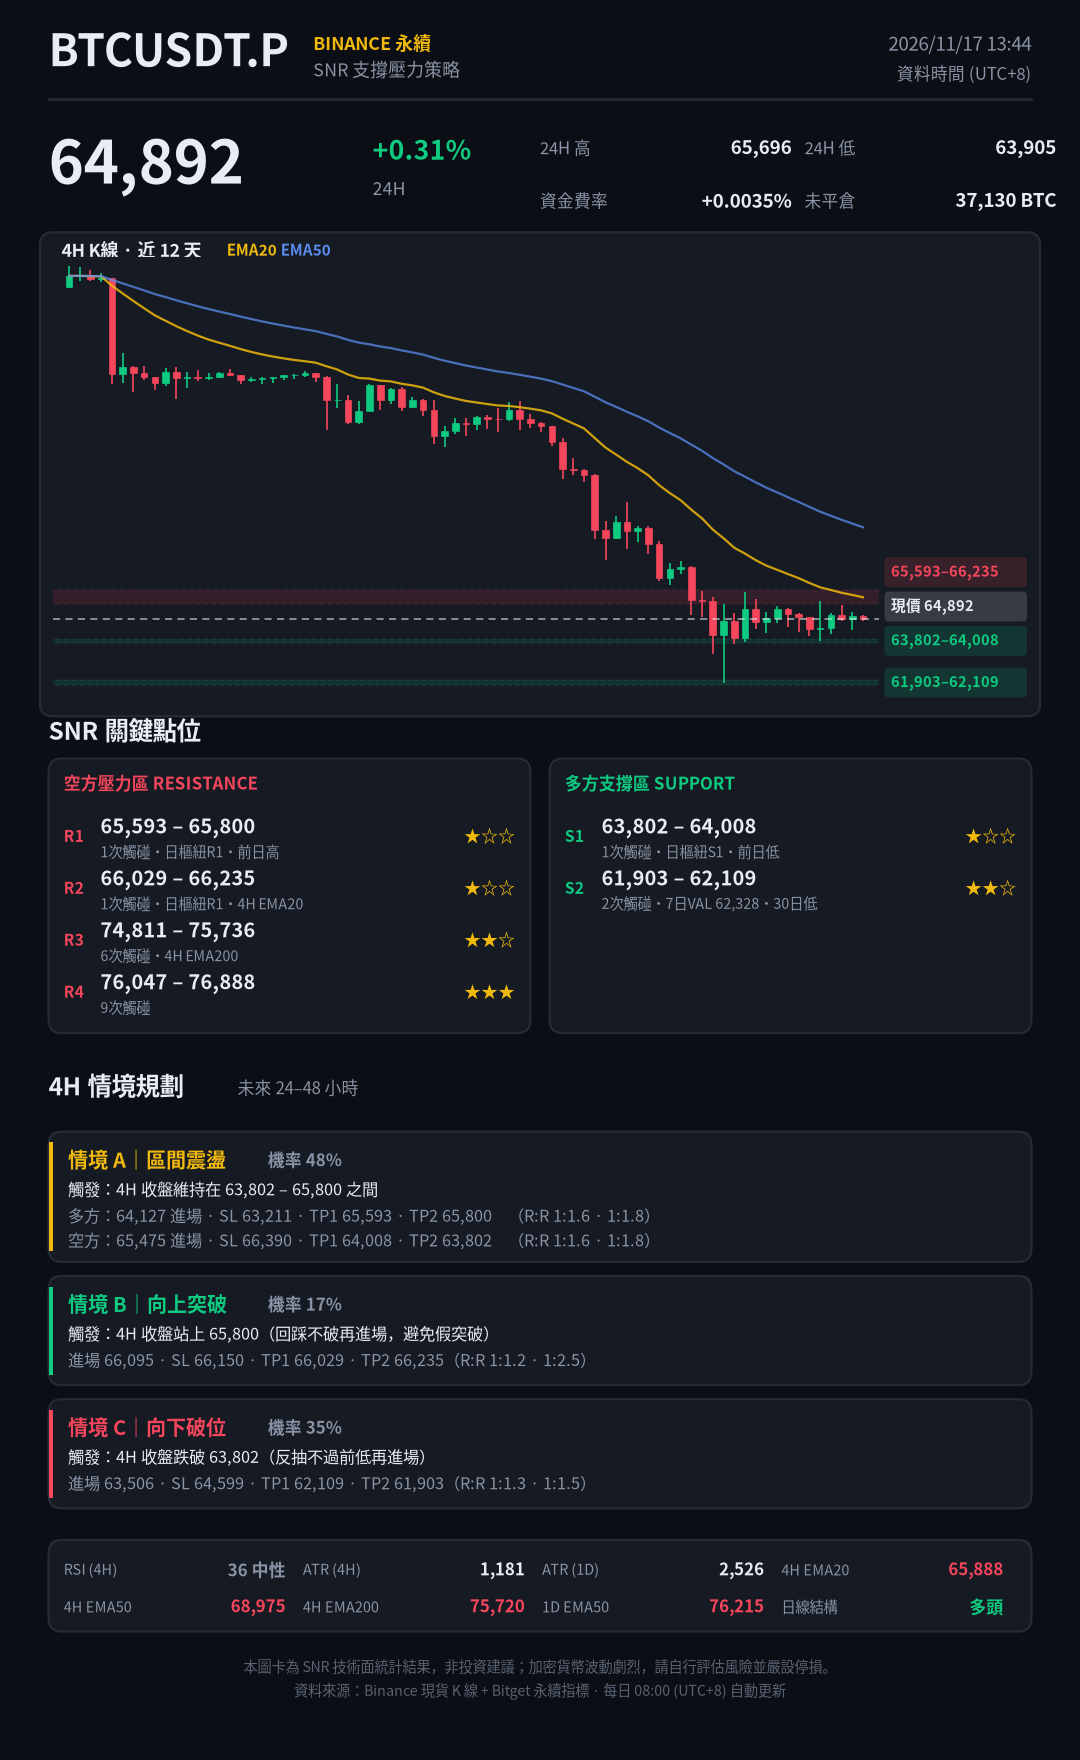 BTCUSDT.P
BINANCE 永續
SNR 支撐壓力策略
2026/11/17 13:44
資料時間 (UTC+8)
64,892
+0.31%
24H
24H 高 65,696 24H 低 63,905
資金費率 +0.0035% 未平倉 37,130 BTC
4H K線 · 近 12 天 EMA20 EMA50
65,593–66,235
現價 64,892
63,802–64,008
61,903–62,109
SNR 關鍵點位
空方壓力區 RESISTANCE
R1 65,593 – 65,800 ★☆☆
1次觸碰・日樞紐R1・前日高
R2 66,029 – 66,235 ★☆☆
1次觸碰・日樞紐R1・4H EMA20
R3 74,811 – 75,736 ★★☆
6次觸碰・4H EMA200
R4 76,047 – 76,888 ★★★
9次觸碰
多方支撐區 SUPPORT
S1 63,802 – 64,008 ★☆☆
1次觸碰・日樞紐S1・前日低
S2 61,903 – 62,109 ★★☆
2次觸碰・7日VAL 62,328・30日低
4H 情境規劃 未來 24–48 小時
情境 A｜區間震盪 機率 48%
觸發：4H 收盤維持在 63,802 – 65,800 之間
多方：64,127 進場 · SL 63,211 · TP1 65,593 · TP2 65,800 （R:R 1:1.6 · 1:1.8）
空方：65,475 進場 · SL 66,390 · TP1 64,008 · TP2 63,802 （R:R 1:1.6 · 1:1.8）
情境 B｜向上突破 機率 17%
觸發：4H 收盤站上 65,800（回踩不破再進場，避免假突破）
進場 66,095 · SL 66,150 · TP1 66,029 · TP2 66,235（R:R 1:1.2 · 1:2.5）
情境 C｜向下破位 機率 35%
觸發：4H 收盤跌破 63,802（反抽不過前低再進場）
進場 63,506 · SL 64,599 · TP1 62,109 · TP2 61,903（R:R 1:1.3 · 1:1.5）
RSI (4H) 36 中性 ATR (4H) 1,181 ATR (1D) 2,526 4H EMA20 65,888
4H EMA50 68,975 4H EMA200 75,720 1D EMA50 76,215 日線結構 多頭
本圖卡為 SNR 技術面統計結果，非投資建議；加密貨幣波動劇烈，請自行評估風險並嚴設停損。
資料來源：Binance 現貨 K 線 + Bitget 永續指標 · 每日 08:00 (UTC+8) 自動更新